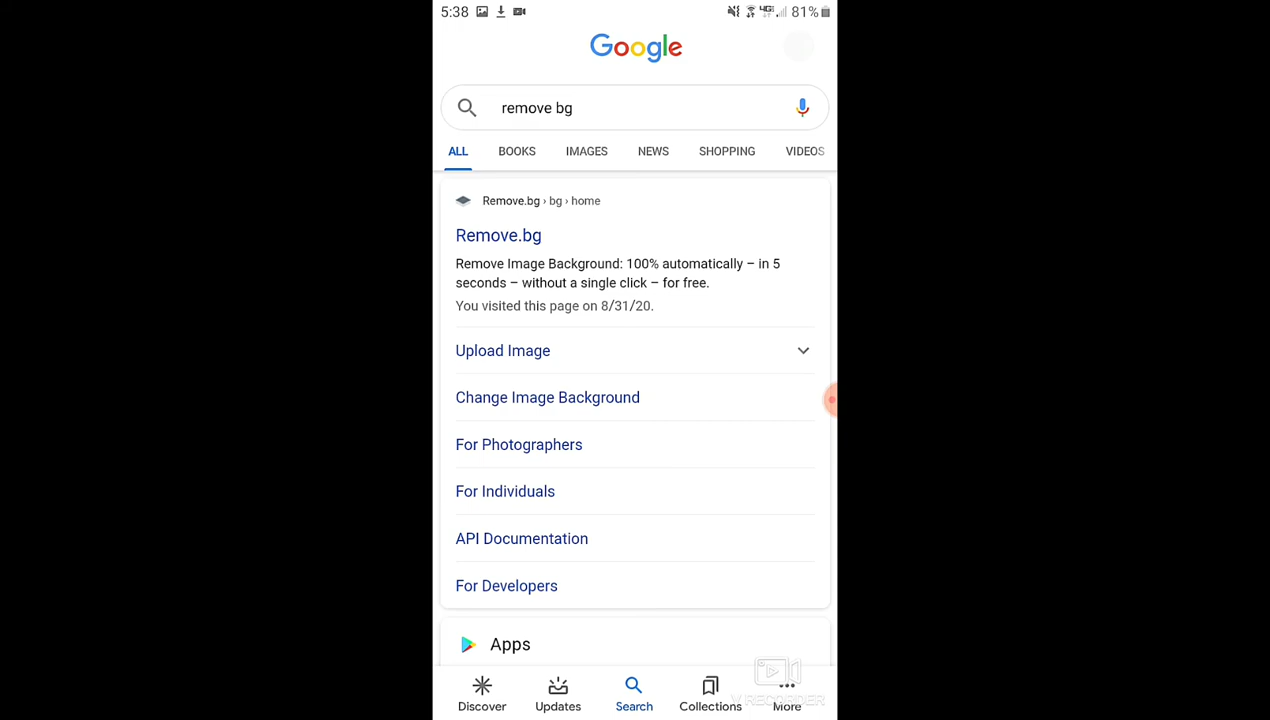 5:38 4G 81%
Google
remove bg
ALL BOOKS IMAGES NEWS SHOPPING VIDEOS
Remove.bg › bg › home
Remove.bg
Remove Image Background: 100% automatically – in 5
seconds – without a single click – for free.
You visited this page on 8/31/20.
Upload Image
Change Image Background
For Photographers
For Individuals
API Documentation
For Developers
Apps
V RECORDER
Discover Updates Search Collections More